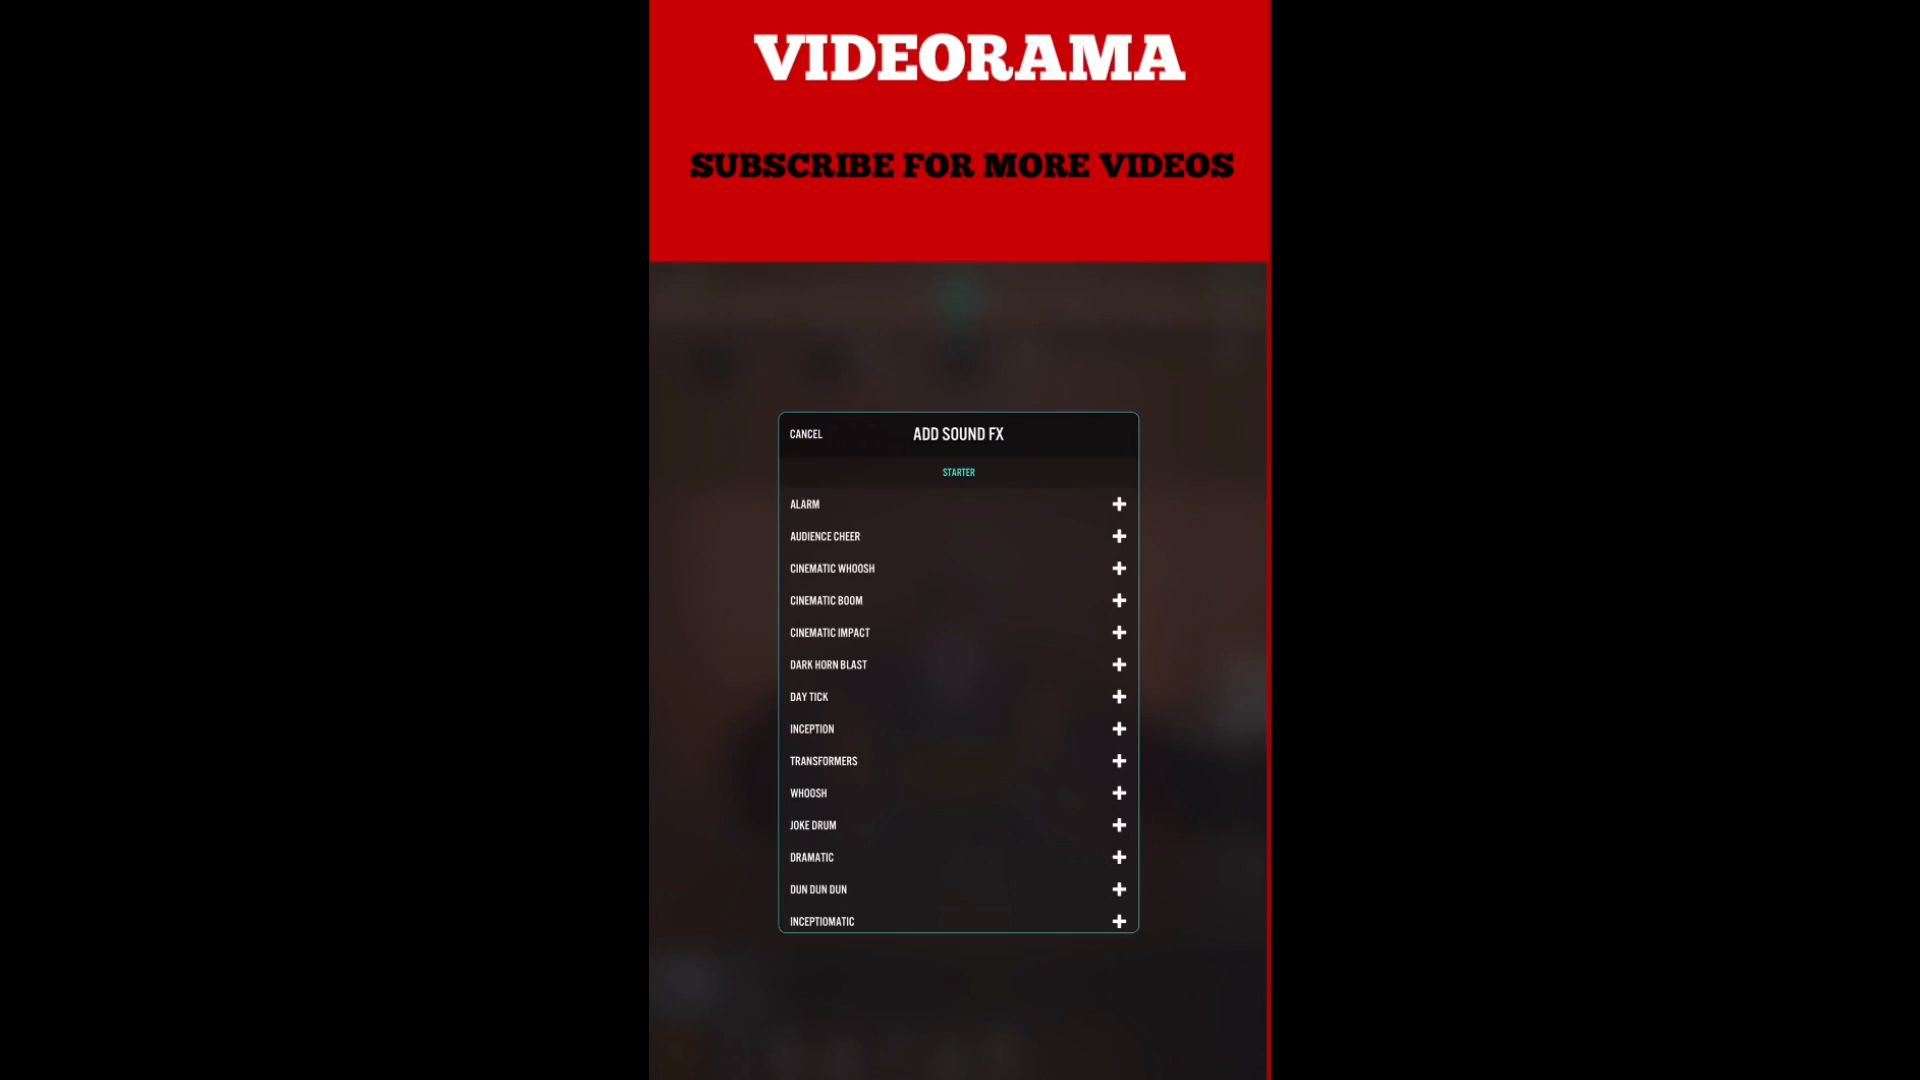 VIDEORAMA
SUBSCRIBE FOR MORE VIDEOS
CANCEL
ADD SOUND FX
STARTER
ALARM
AUDIENCE CHEER
CINEMATIC WHOOSH
CINEMATIC BOOM
CINEMATIC IMPACT
DARK HORN BLAST
DAY TICK
INCEPTION
TRANSFORMERS
WHOOSH
JOKE DRUM
DRAMATIC
DUN DUN DUN
INCEPTIOMATIC